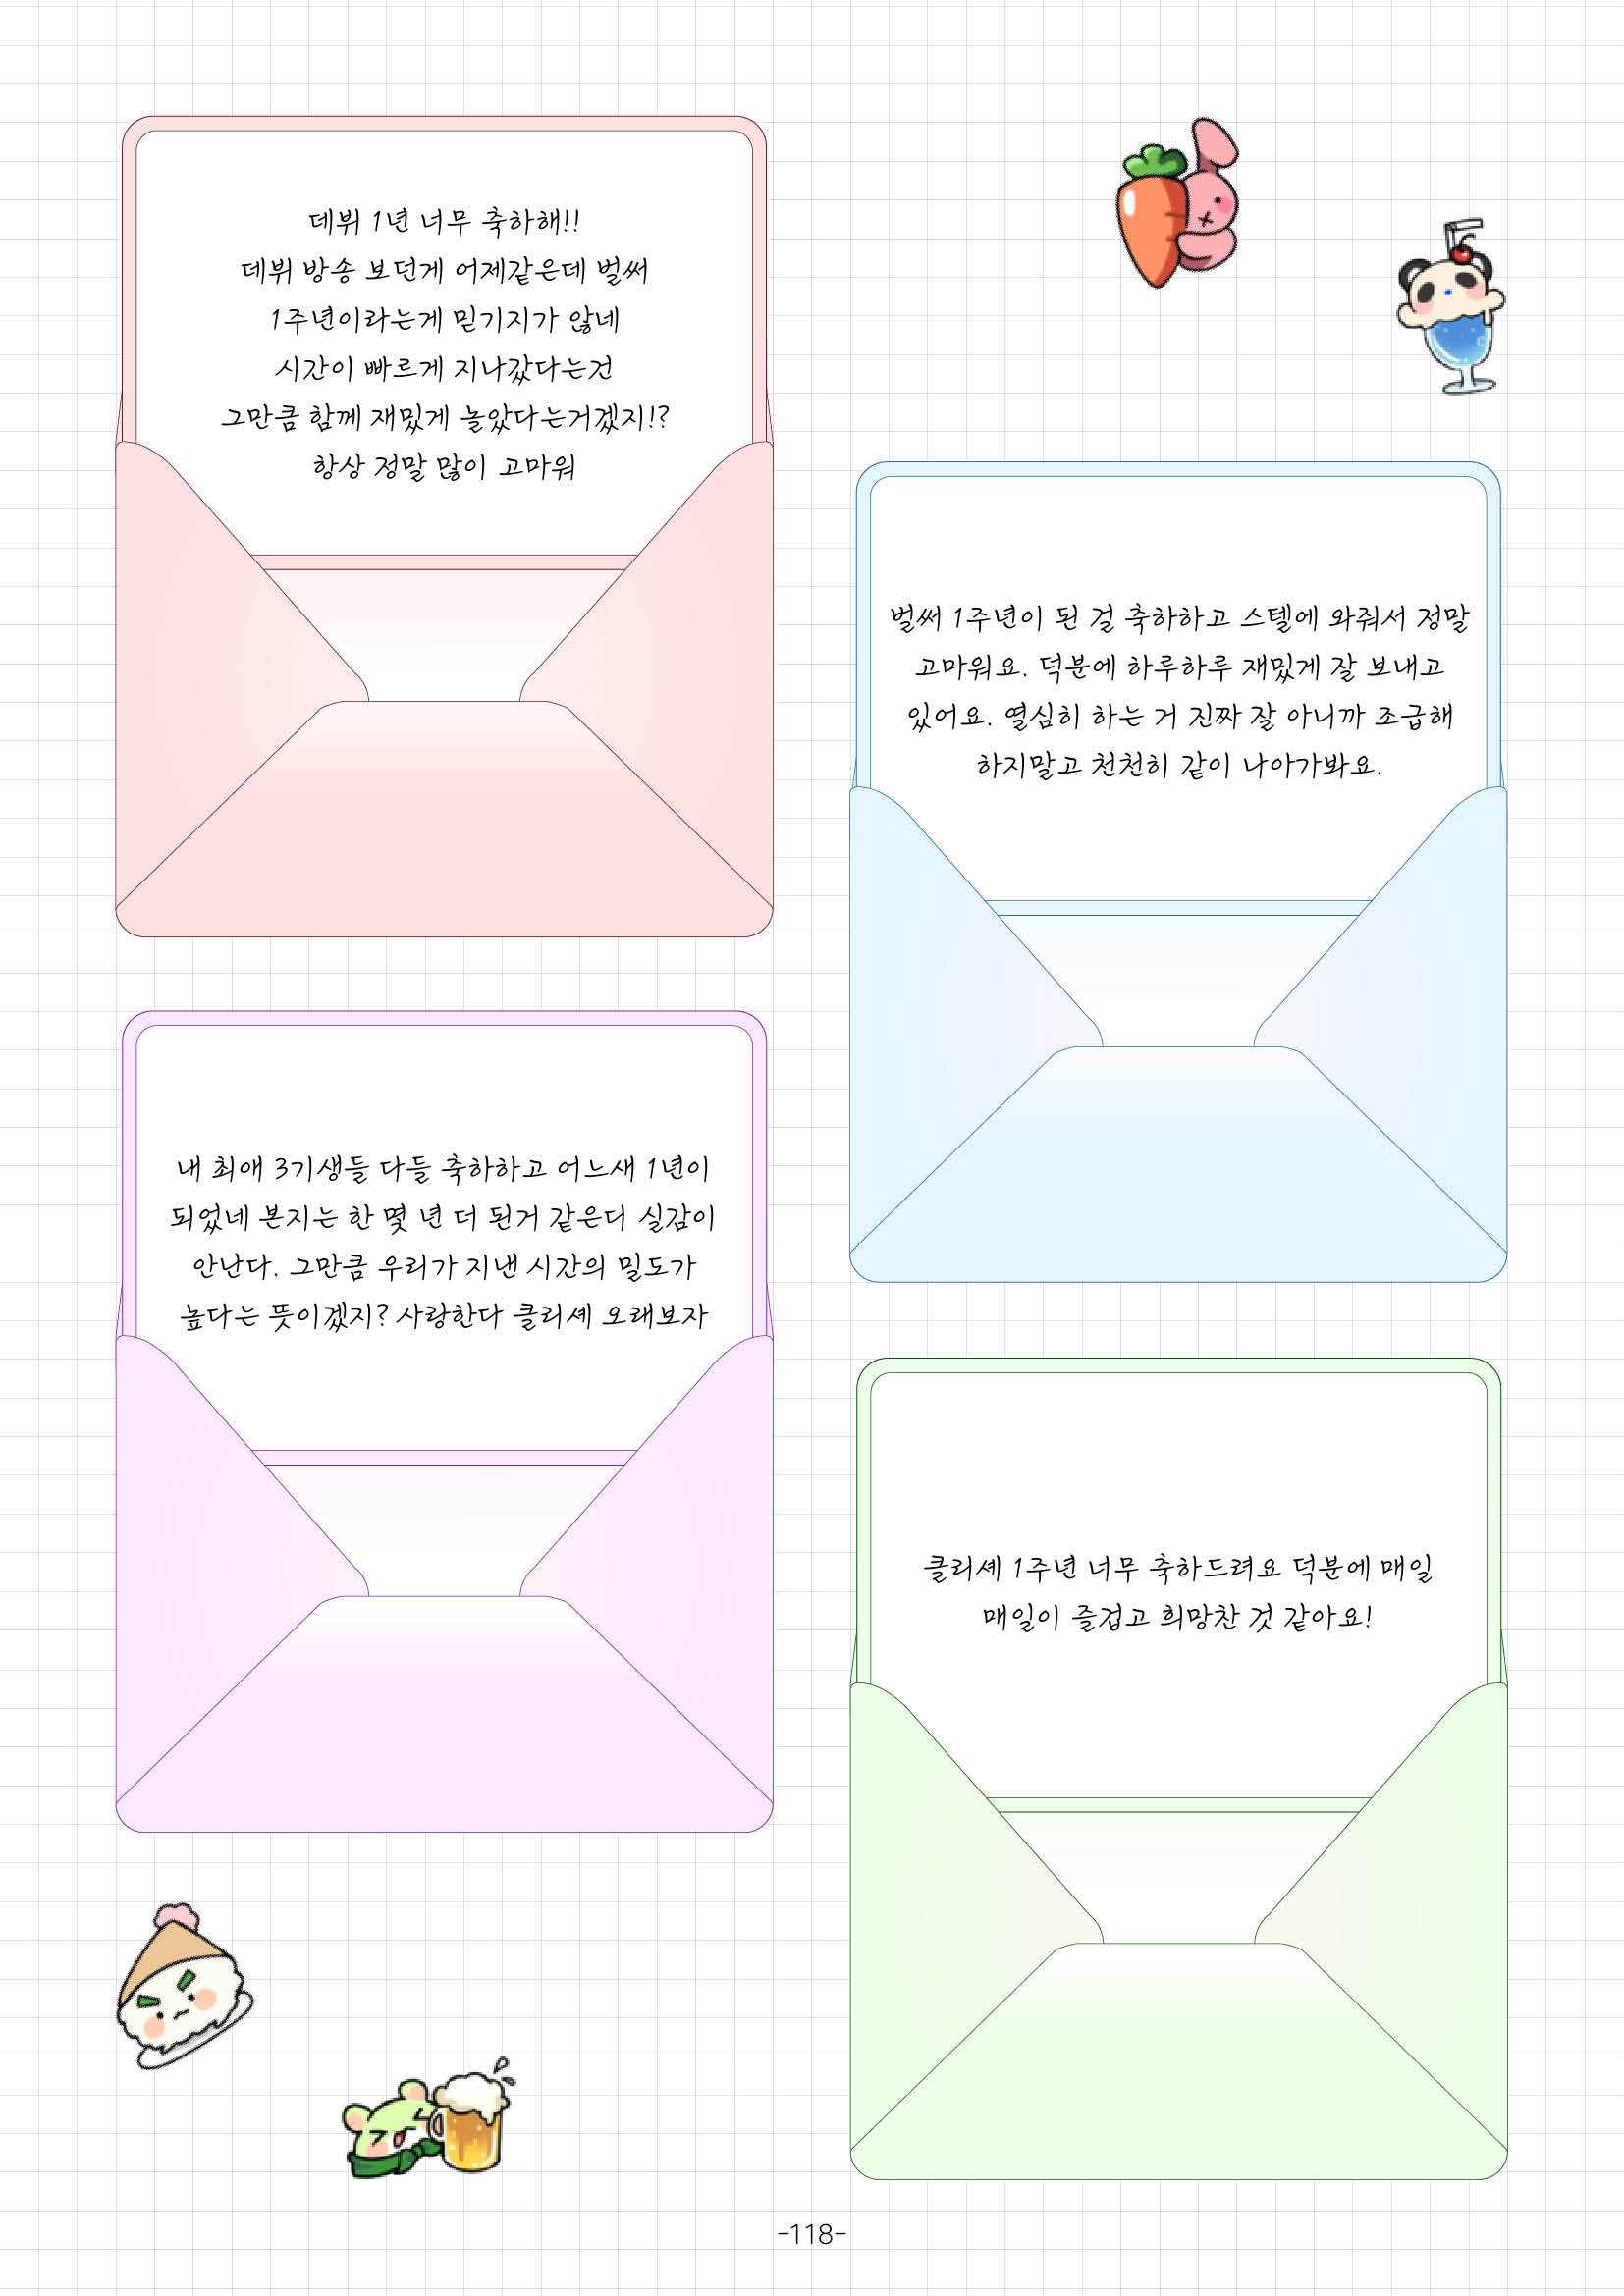 데뷔 1년 너무 축하해!!
데뷔 방송 보던게 어제같은데 벌써
1주년이라는게 믿기지가 않네
시간이 빠르게 지나갔다는건
그만큼 함께 재밌게 놀았다는거겠지!?
항상 정말 많이 고마워
벌써 1주년이 된 걸 축하하고 스텔에 와줘서 정말
고마워요. 덕분에 하루하루 재밌게 잘 보내고
있어요. 열심히 하는 거 진짜 잘 아니까 조급해
하지말고 천천히 같이 나아가봐요.
내 최애 3기생들 다들 축하하고 어느새 1년이
되었네 본지는 한 몇 년 더 된거 같은디 실감이
안난다. 그만큼 우리가 지낸 시간의 밀도가
높다는 뜻이겠지? 사랑한다 클리셰 오래보자
클리셰 1주년 너무 축하드려요 덕분에 매일
매일이 즐겁고 희망찬 것 같아요!
-118-